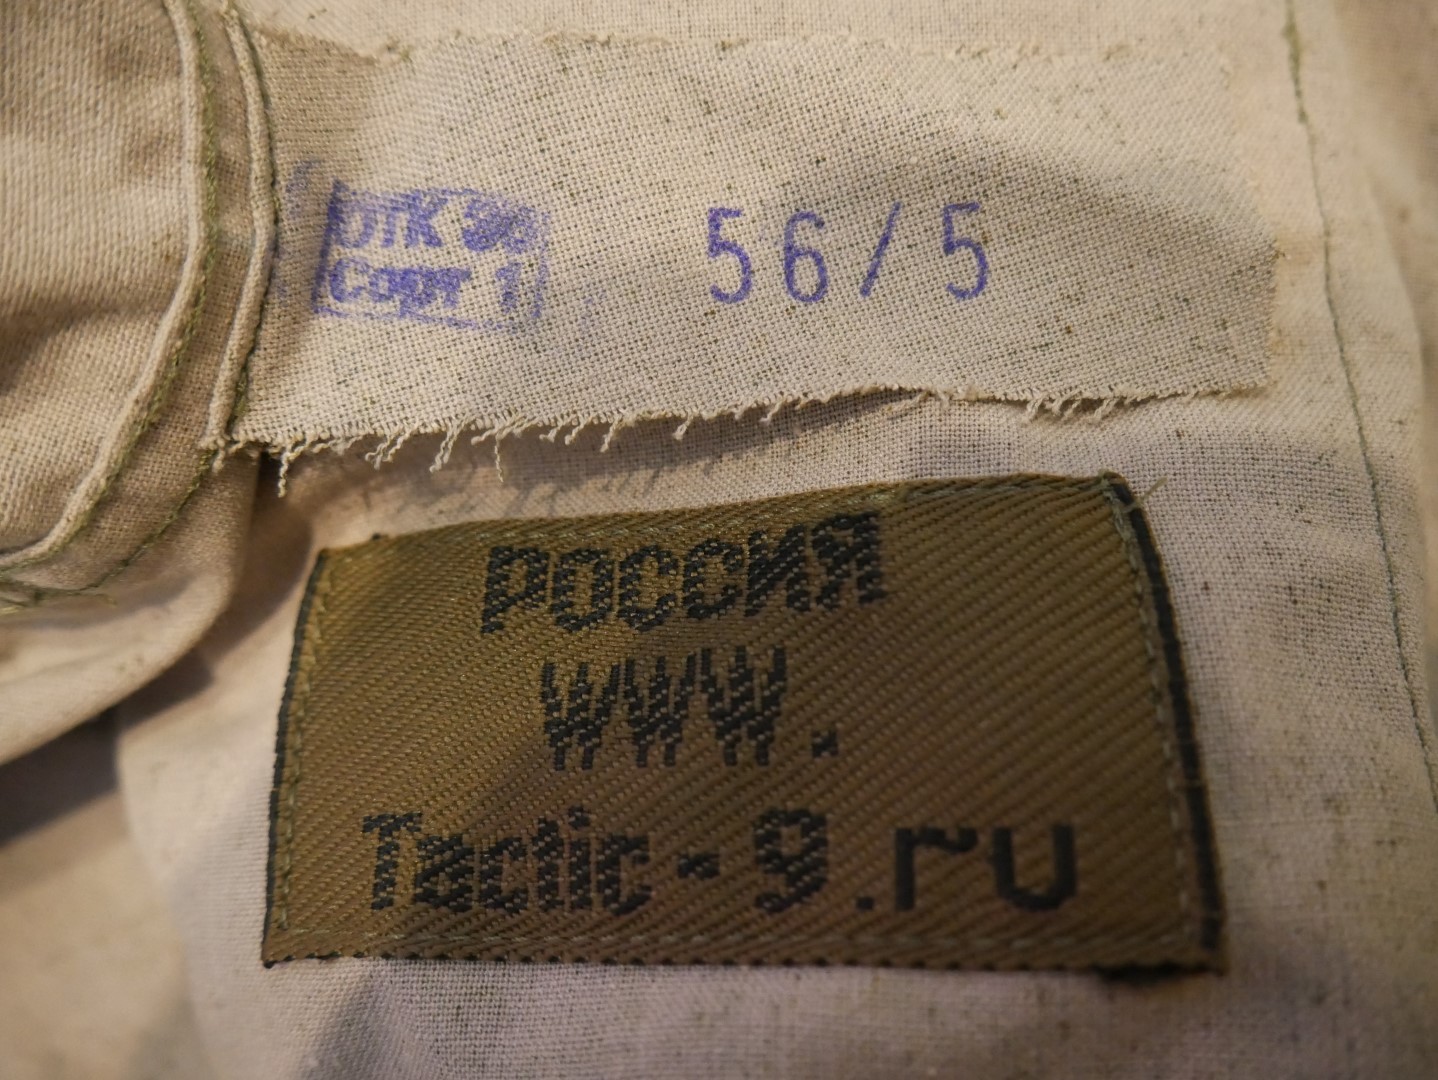 ОТК 56 / 5
Сорт 1
РОССИЯ
WWW.
Tactic-9.ru